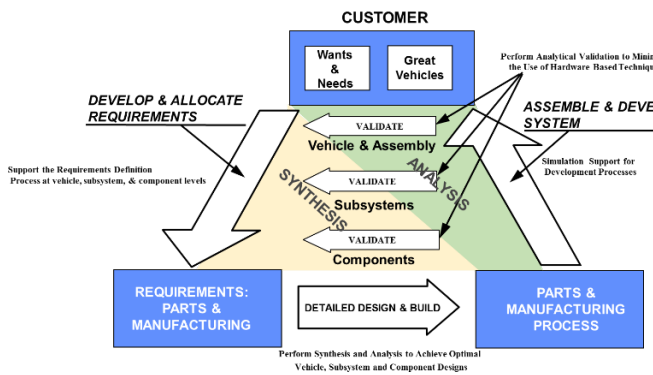 CUSTOMER
Wants
&
Needs
Great
Vehicles
Perform Analytical Validation to Minim
the Use of Hardware Based Technique
DEVELOP & ALLOCATE
REQUIREMENTS
ASSEMBLE & DEVE
SYSTEM
VALIDATE
Vehicle & Assembly
Support the Requirements Definition
Process at vehicle, subsystem, & component levels
Simulation Support for
Development Processes
SYNTHESIS
ANALYSIS
VALIDATE
Subsystems
VALIDATE
Components
REQUIREMENTS:
PARTS &
MANUFACTURING
DETAILED DESIGN & BUILD
PARTS &
MANUFACTURING
PROCESS
Perform Synthesis and Analysis to Achieve Optimal
Vehicle, Subsystem and Component Designs